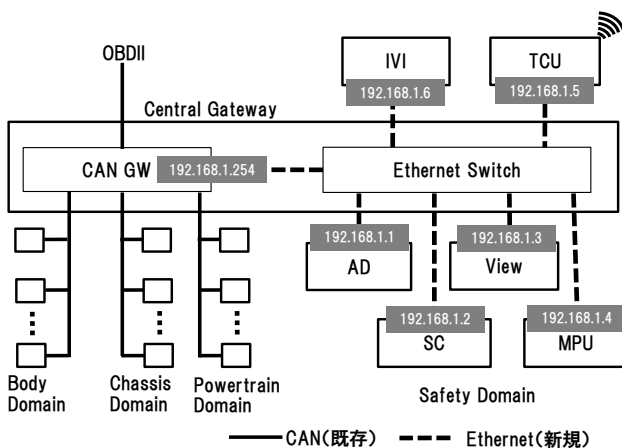 OBDII
IVI
192.168.1.6
TCU
192.168.1.5
Central Gateway
CAN GW
192.168.1.254
Ethernet Switch
192.168.1.1
AD
192.168.1.3
View
192.168.1.2
SC
192.168.1.4
MPU
Body
Domain
Chassis
Domain
Powertrain
Domain
Safety Domain
CAN(既存)
Ethernet(新規)